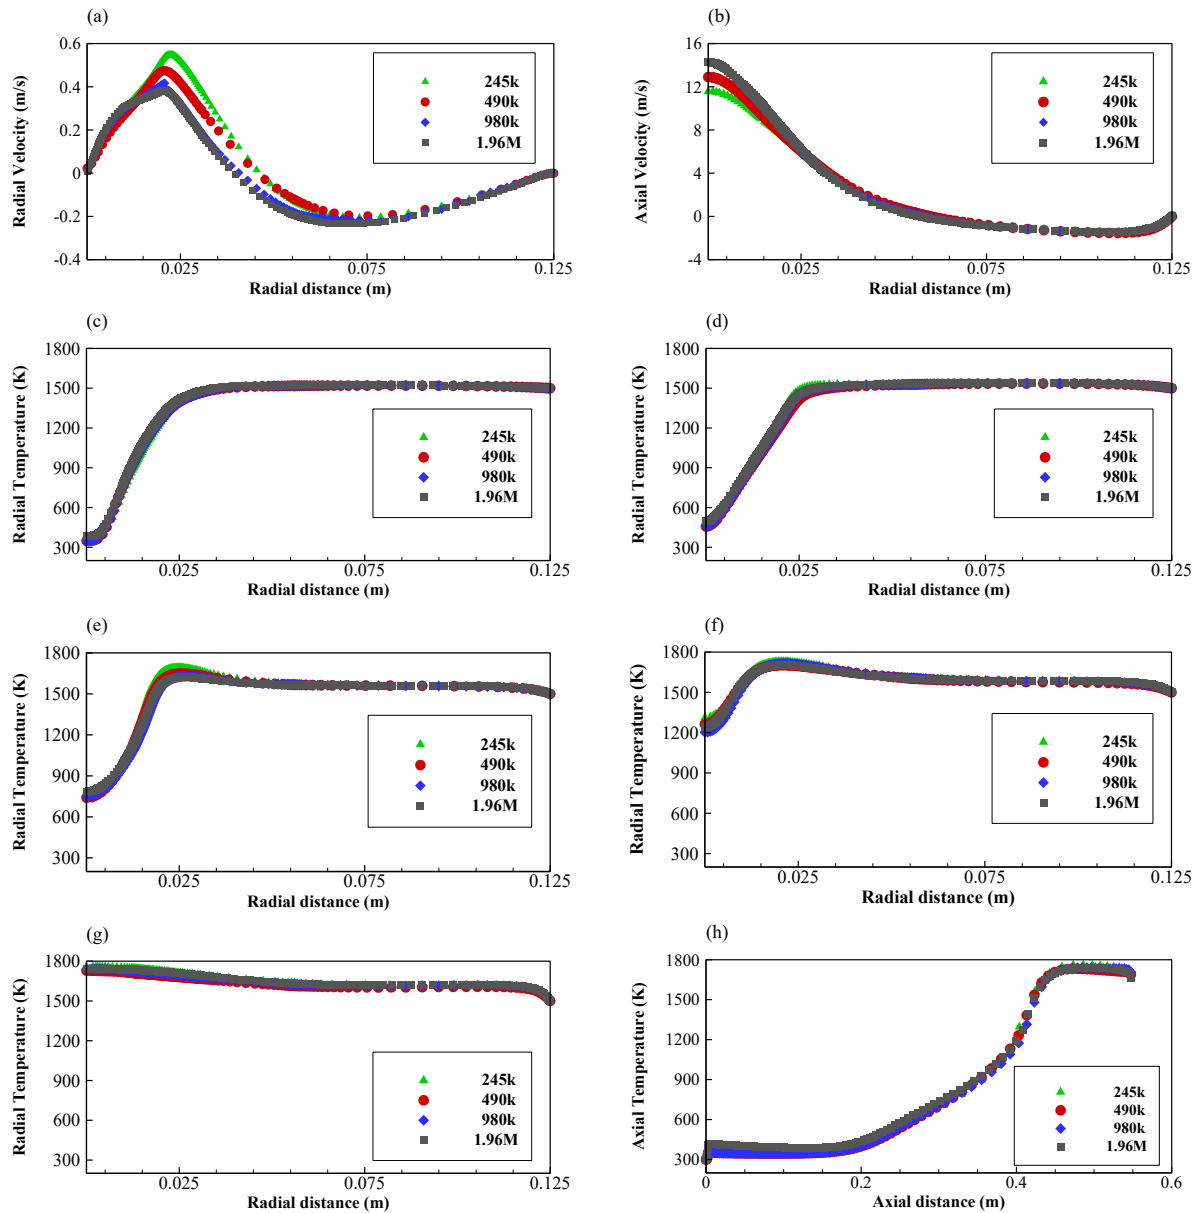 (a)
0.6
0.4
0.2
0
-0.2
-0.4
Radial Velocity (m/s)
245k
490k
980k
1.96M
0.025
0.075
0.125
Radial distance (m)
(b)
16
12
8
4
0
-4
Axial Velocity (m/s)
245k
490k
980k
1.96M
0.025
0.075
0.125
Radial distance (m)
(c)
1800
1500
1200
900
600
300
Radial Temperature (K)
245k
490k
980k
1.96M
0.025
0.075
0.125
Radial distance (m)
(d)
1800
1500
1200
900
600
300
Radial Temperature (K)
245k
490k
980k
1.96M
0.025
0.075
0.125
Radial distance (m)
(e)
1800
1500
1200
900
600
300
Radial Temperature (K)
245k
490k
980k
1.96M
0.025
0.075
0.125
Radial distance (m)
(f)
1800
1500
1200
900
600
300
Radial Temperature (K)
245k
490k
980k
1.96M
0.025
0.075
0.125
Radial distance (m)
(g)
1800
1500
1200
900
600
300
Radial Temperature (K)
245k
490k
980k
1.96M
0.025
0.075
0.125
Radial distance (m)
(h)
1800
1500
1200
900
600
300
Axial Temperature (K)
245k
490k
980k
1.96M
0
0.2
0.4
0.6
Axial distance (m)